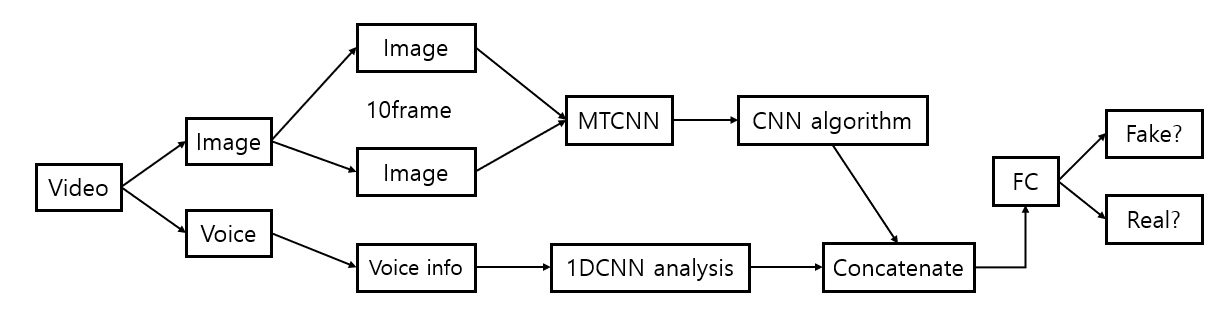 Video
Image
Voice
Image
10frame
Image
Voice info
MTCNN
1DCNN analysis
CNN algorithm
Concatenate
FC
Fake?
Real?